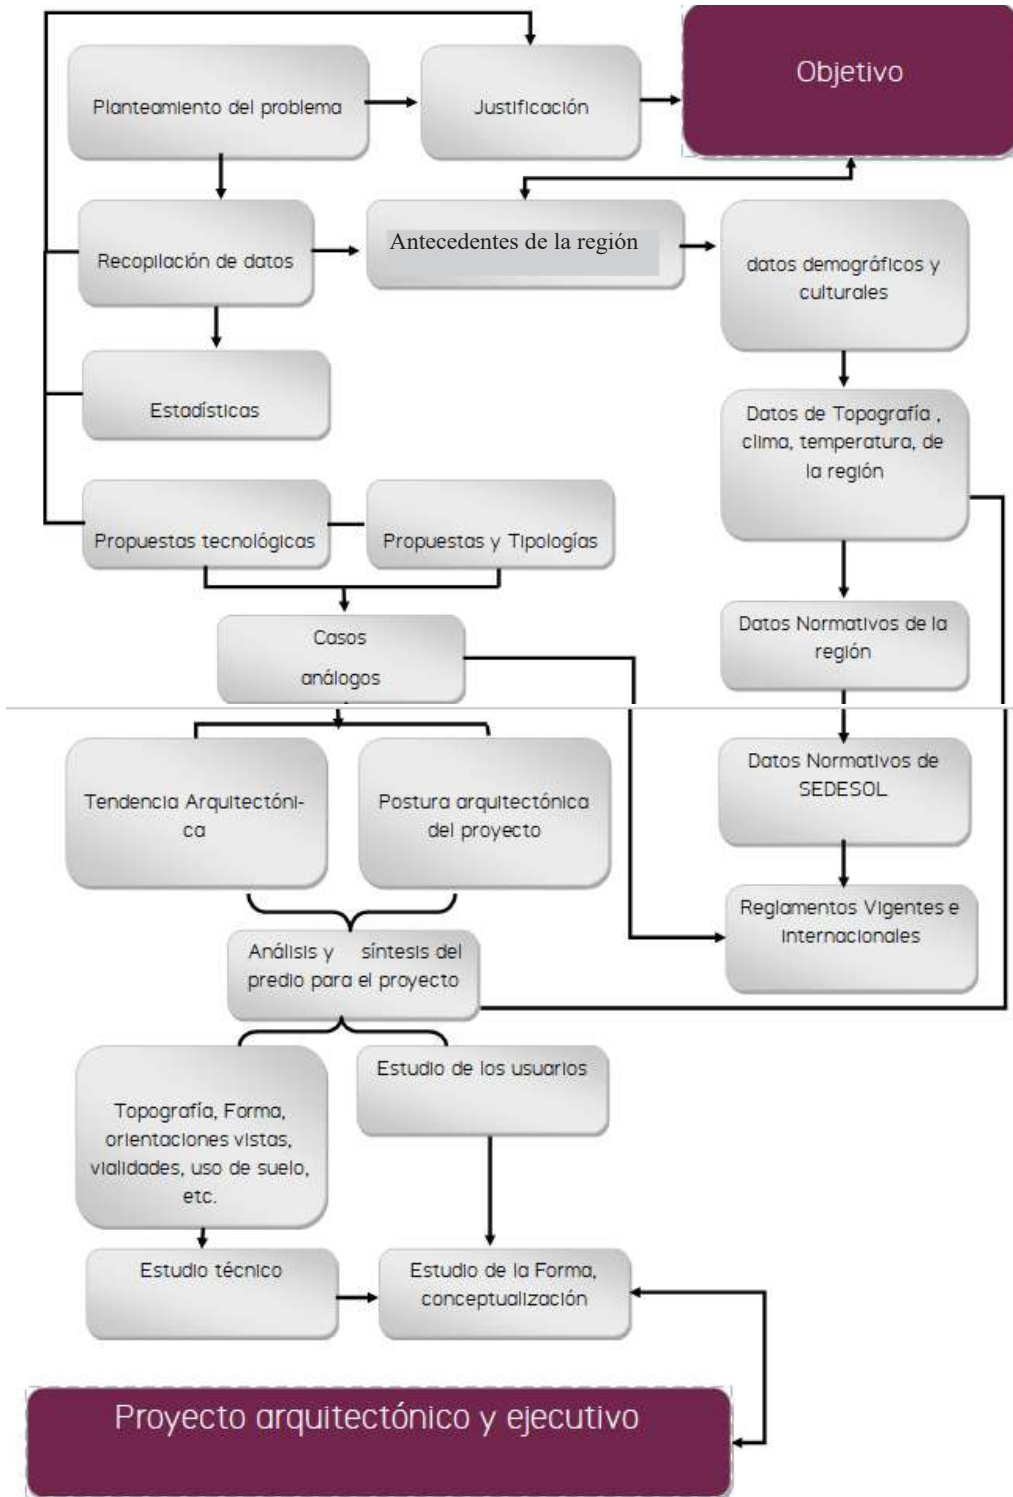 Planteamiento del problema
Justificación
Objetivo
Recopilación de datos
Antecedentes de la región
datos demográficos y
culturales
Estadísticas
Datos de Topografía ,
clima, temperatura, de
la región
Propuestas tecnológicas
Propuestas y Tipologías
Casos
análogos
Datos Normativos de la
región
Tendencia Arquitectóni-
ca
Postura arquitectónica
del proyecto
Datos Normativos de
SEDESOL
Reglamentos Vigentes e
Internacionales
Análisis y síntesis del
predio para el proyecto
Topografía, Forma,
orientaciones vistas,
vialidades, uso de suelo,
etc.
Estudio de los usuarios
Estudio técnico
Estudio de la Forma,
conceptualización
Proyecto arquitectónico y ejecutivo